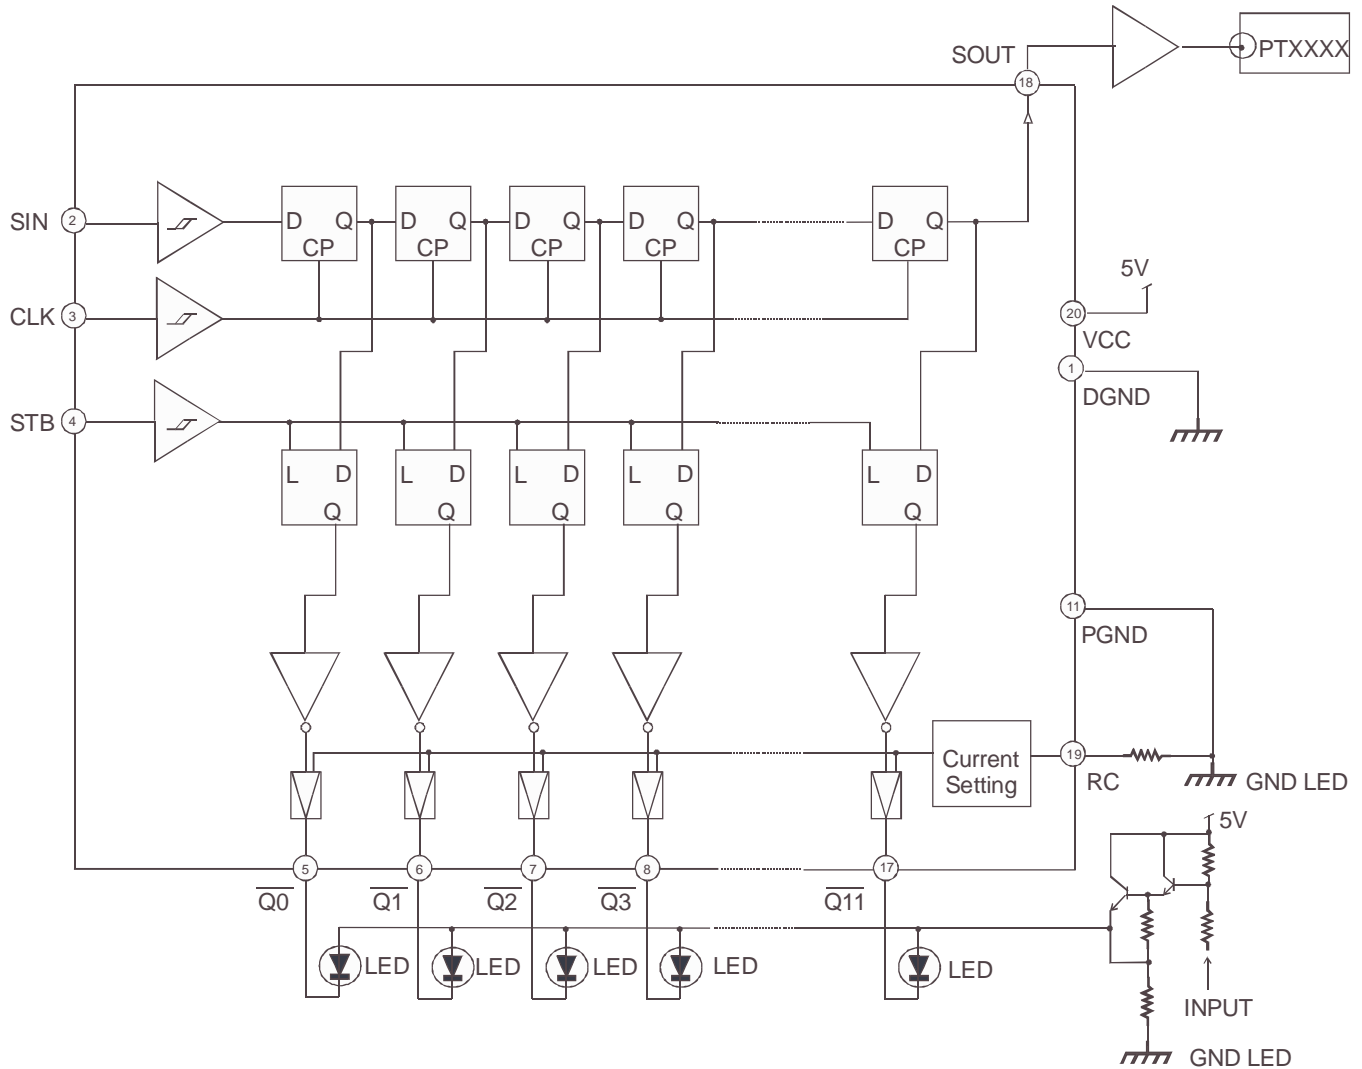 SOUT
18
PTXXXX
SIN
2
D Q
CP
D Q
CP
D Q
CP
D Q
CP
D Q
CP
CLK
3
5V
20
VCC
1
DGND
STB
4
L D
Q
L D
Q
L D
Q
L D
Q
L D
Q
11
PGND
Current
Setting
19
RC
GND LED
5V
5
6
7
8
17
Q0
Q1
Q2
Q3
Q11
LED
LED
LED
LED
LED
INPUT
GND LED